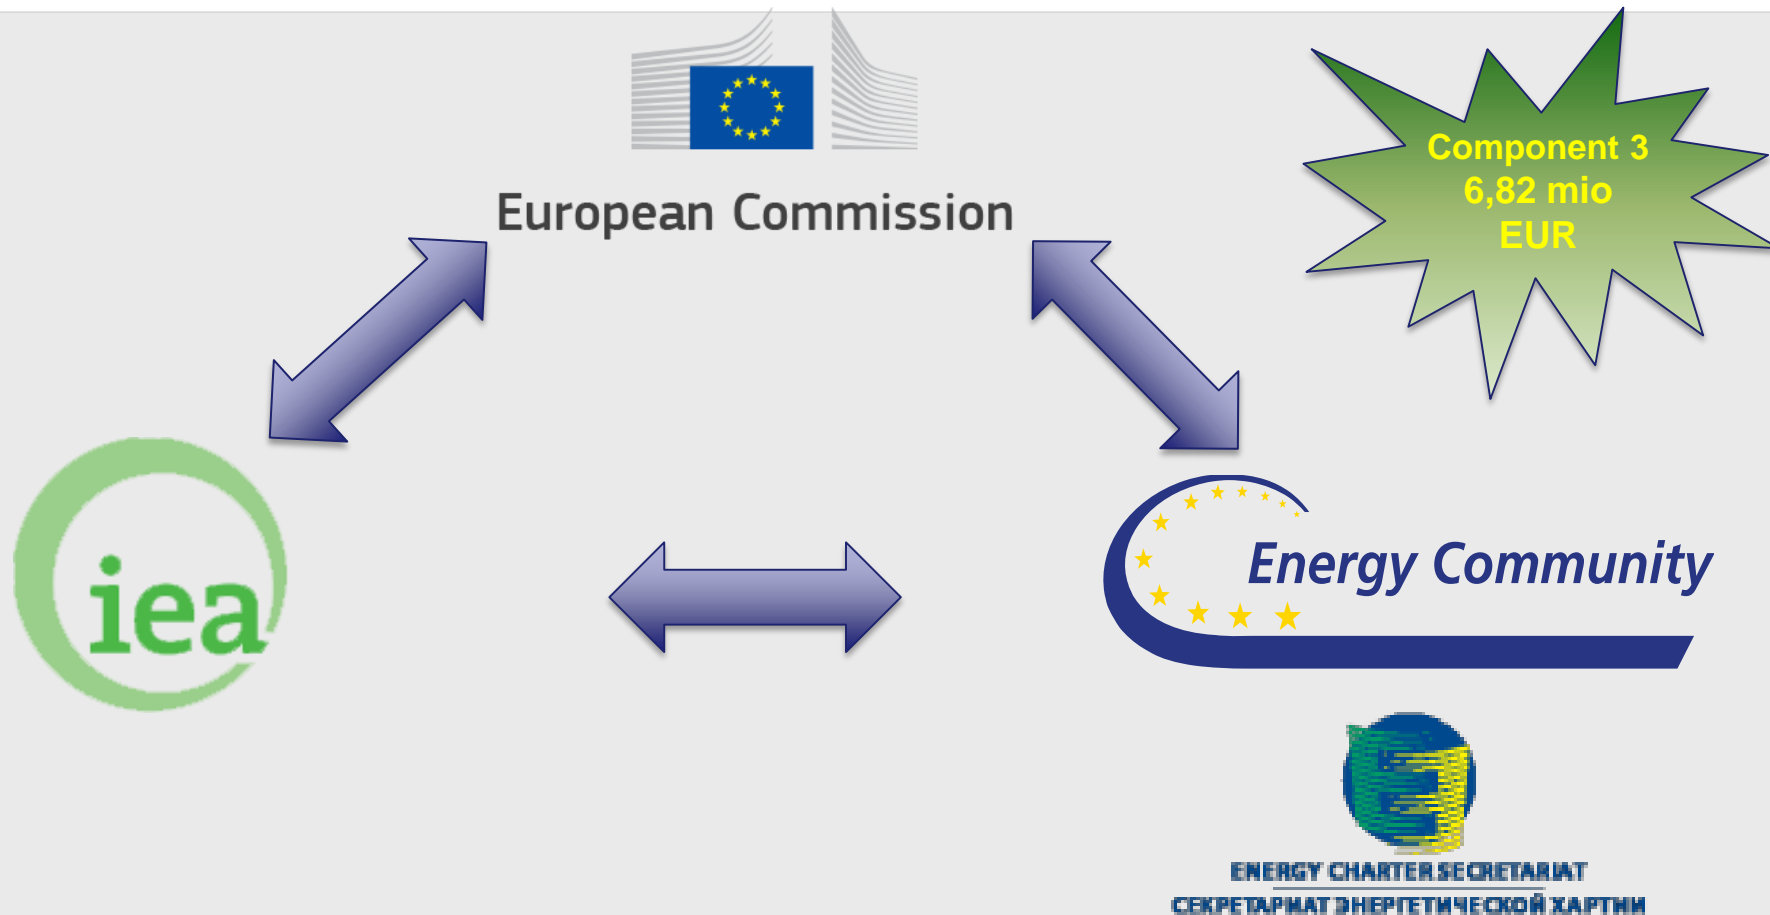 European Commission
Component 3
6,82 mio
EUR
iea
Energy Community
ENERGY CHARTER SECRETARIAT
СЕКРЕТАРИАТ ЭНЕРГЕТИЧЕСКОЙ ХАРТИИ